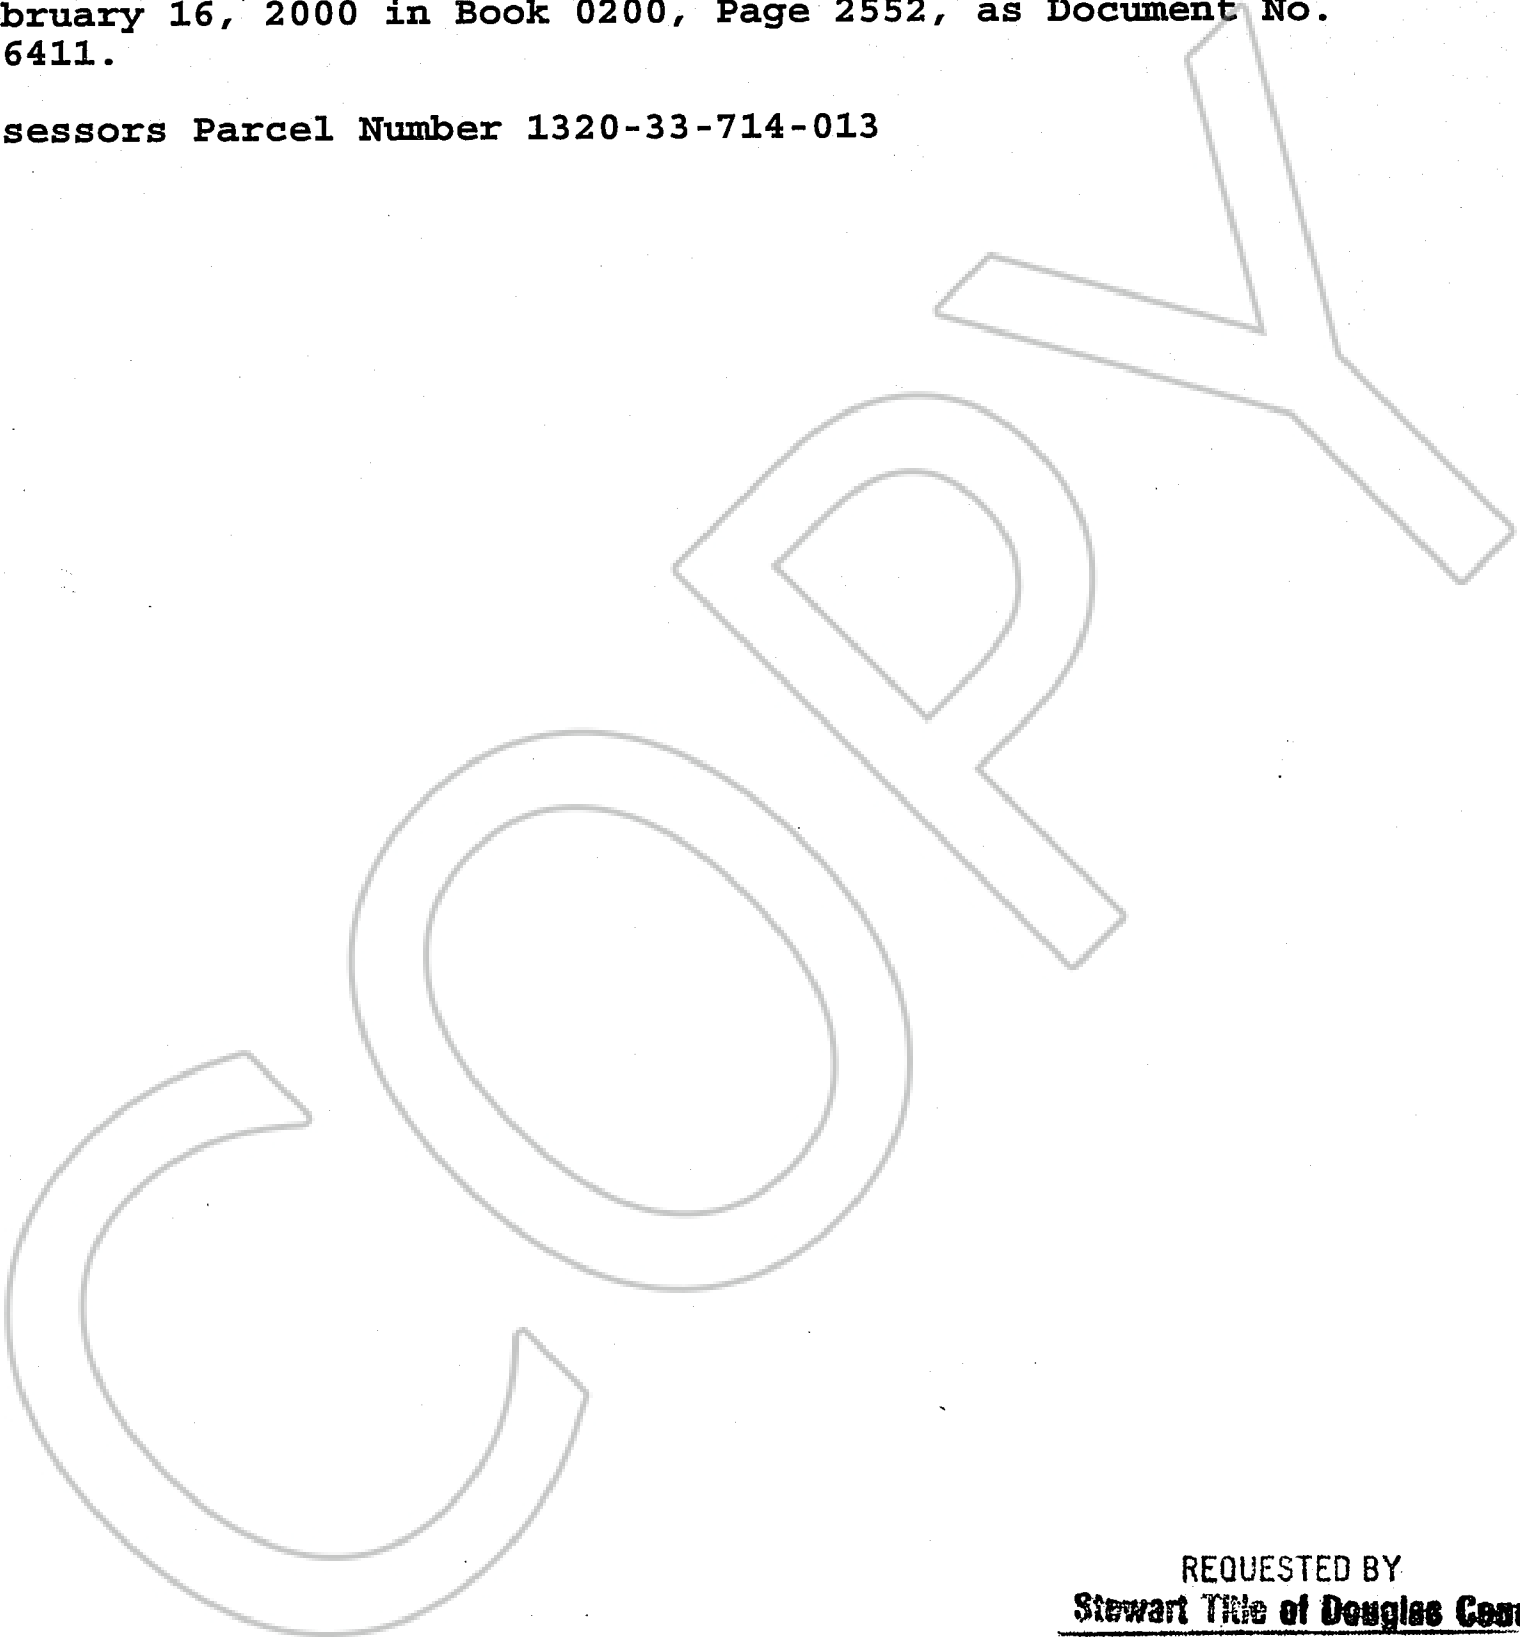 bruary 16, 2000 in Book 0200, Page 2552, as Document No.
6411.
sessors Parcel Number 1320-33-714-013
COPY
REQUESTED BY
Stewart Title of Douglas Coun